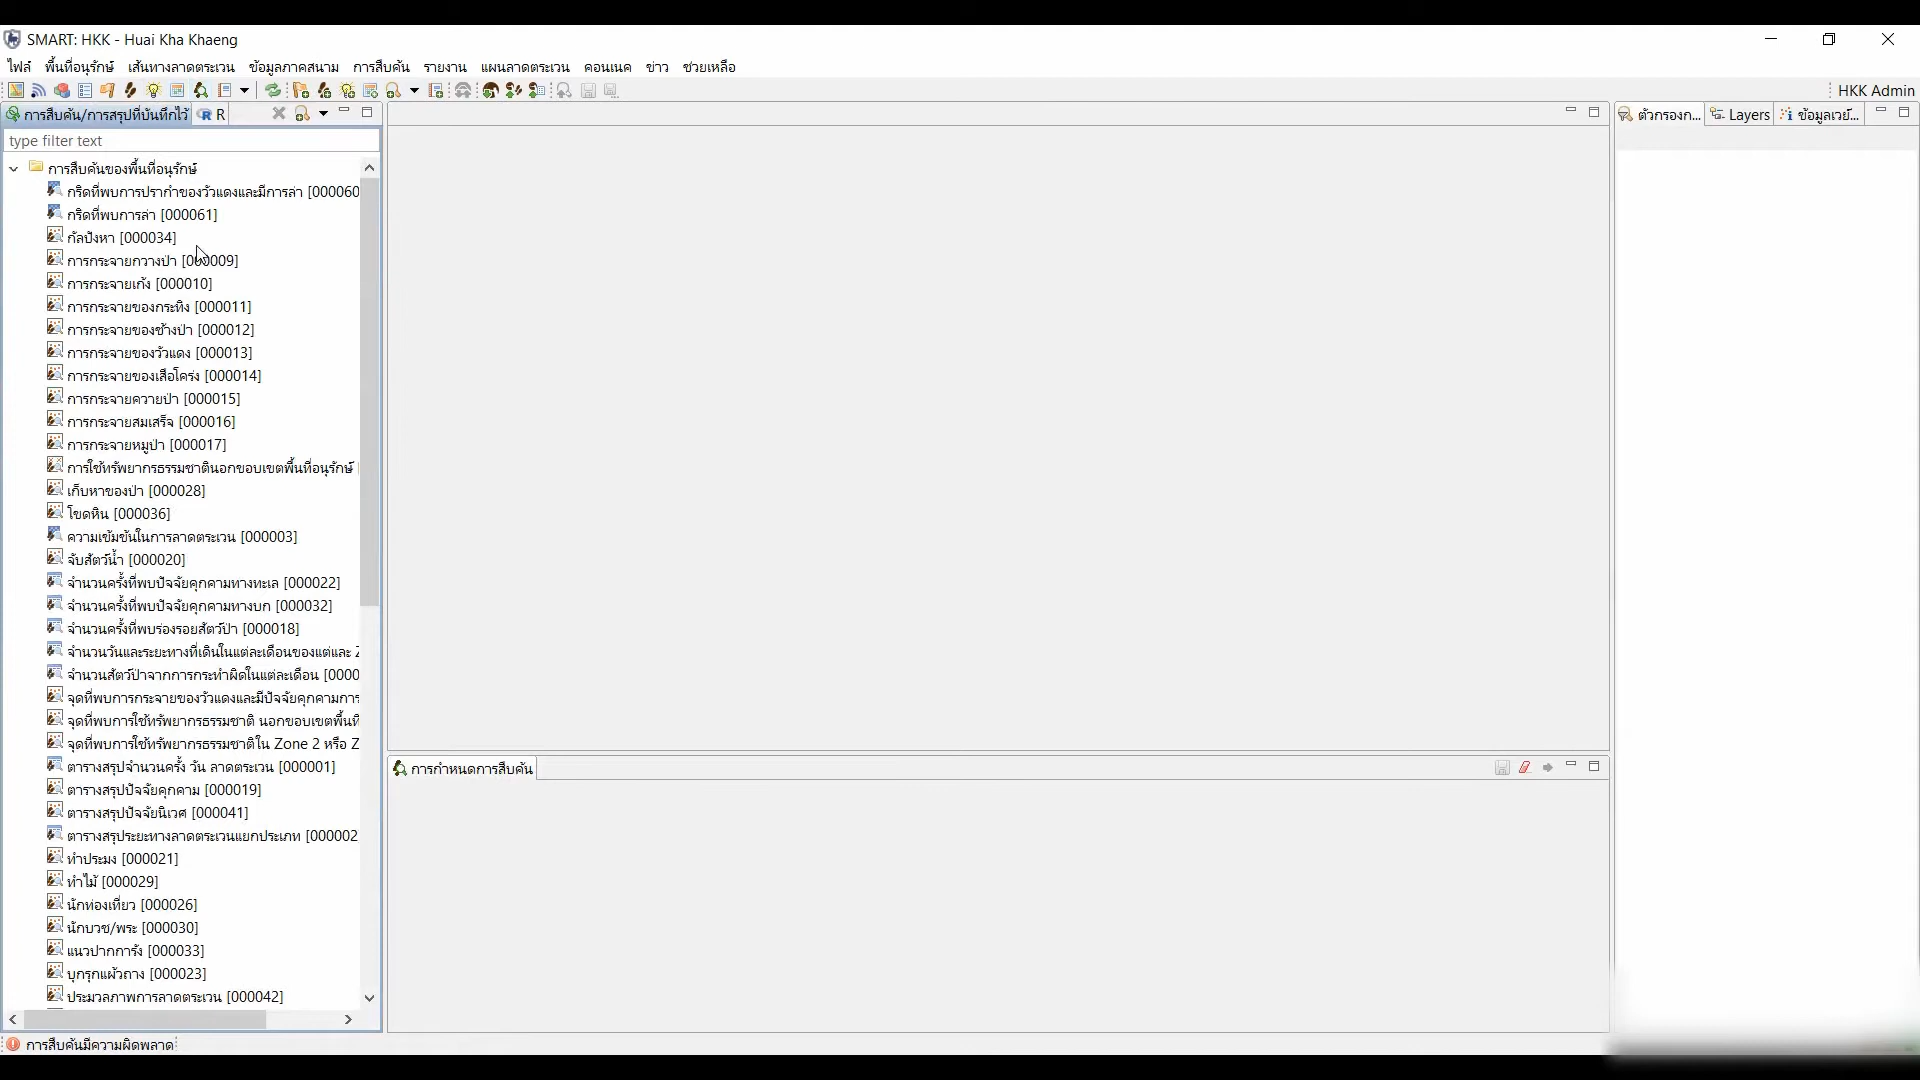 SMART: HKK - Huai Kha Khaeng
ไฟล์ พื้นที่อนุรักษ์ เส้นทางลาดตระเวน ข้อมูลภาคสนาม การสืบค้น รายงาน แผนลาดตระเวน คอนเนค ข่าว ช่วยเหลือ
HKK Admin
การสืบค้น/การสรุปที่บันทึกไว้ R
ตัวกรองก... Layers ข้อมูลเวย์...
type filter text
การสืบค้นของพื้นที่อนุรักษ์
กริดที่พบการปรากฎของวัวแดงและมีการล่า [000060
กริดที่พบการล่า [000061]
กัลปังหา [000034]
การกระจายกวางป่า [000009]
การกระจายเก้ง [000010]
การกระจายของกระทิง [000011]
การกระจายของช้างป่า [000012]
การกระจายของวัวแดง [000013]
การกระจายของเสือโคร่ง [000014]
การกระจายควายป่า [000015]
การกระจายสมเสร็จ [000016]
การกระจายหมูป่า [000017]
การใช้ทรัพยากรธรรมชาตินอกขอบเขตพื้นที่อนุรักษ์ [
เก็บหาของป่า [000028]
โขดหิน [000036]
ความเข้มข้นในการลาดตระเวน [000003]
จับสัตว์น้ำ [000020]
จำนวนครั้งที่พบปัจจัยคุกคามทางทะเล [000022]
จำนวนครั้งที่พบปัจจัยคุกคามทางบก [000032]
จำนวนครั้งที่พบร่องรอยสัตว์ป่า [000018]
จำนวนวันและระยะทางที่เดินในแต่ละเดือนของแต่และ Z
จำนวนสัตว์ป่าจากการกระทำผิดในแต่ละเดือน [0000
จุดที่พบการกระจายของวัวแดงและมีปัจจัยคุกคามการ
จุดที่พบการใช้ทรัพยากรธรรมชาติ นอกขอบเขตพื้นที่
จุดที่พบการใช้ทรัพยากรธรรมชาติใน Zone 2 หรือ Z
ตารางสรุปจำนวนครั้ง วัน ลาดตระเวน [000001]
ตารางสรุปปัจจัยคุกคาม [000019]
ตารางสรุปปัจจัยนิเวศ [000041]
ตารางสรุประยะทางลาดตระเวนแยกประเภท [000002
ทำประมง [000021]
ทำไม้ [000029]
นักท่องเที่ยว [000026]
นักบวช/พระ [000030]
แนวปากการัง [000033]
บุกรุกแผ้วถาง [000023]
ประมวลภาพการลาดตระเวน [000042]
การกำหนดการสืบค้น
การสืบค้นมีความผิดพลาด